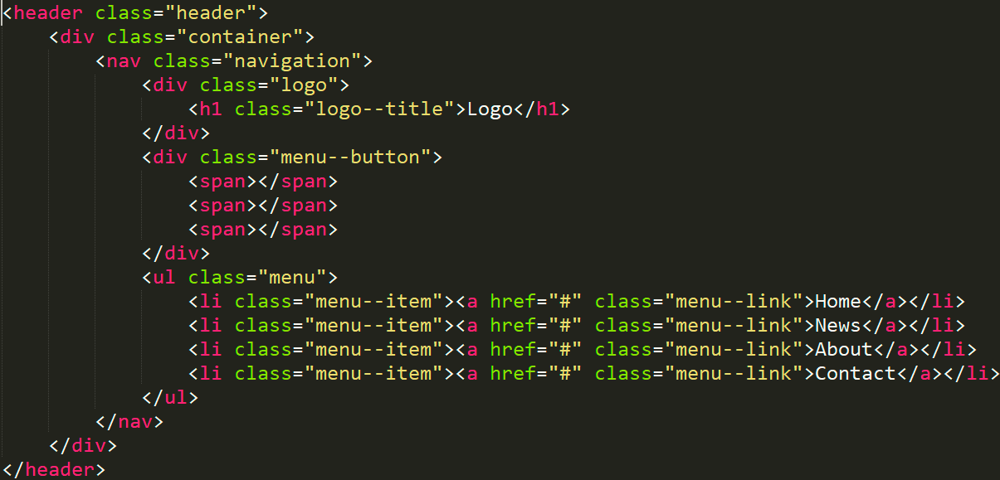 <header class="header">
    <div class="container">
        <nav class="navigation">
            <div class="logo">
                <h1 class="logo--title">Logo</h1>
            </div>
            <div class="menu--button">
                <span></span>
                <span></span>
                <span></span>
            </div>
            <ul class="menu">
                <li class="menu--item"><a href="#" class="menu--link">Home</a></li>
                <li class="menu--item"><a href="#" class="menu--link">News</a></li>
                <li class="menu--item"><a href="#" class="menu--link">About</a></li>
                <li class="menu--item"><a href="#" class="menu--link">Contact</a></li>
            </ul>
        </nav>
    </div>
</header>